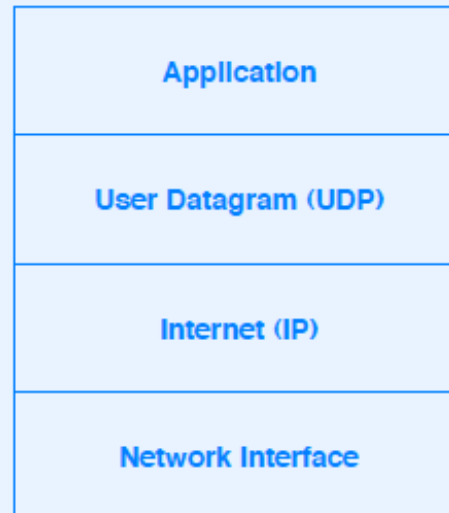 Application
User Datagram (UDP)
Internet (IP)
Network Interface